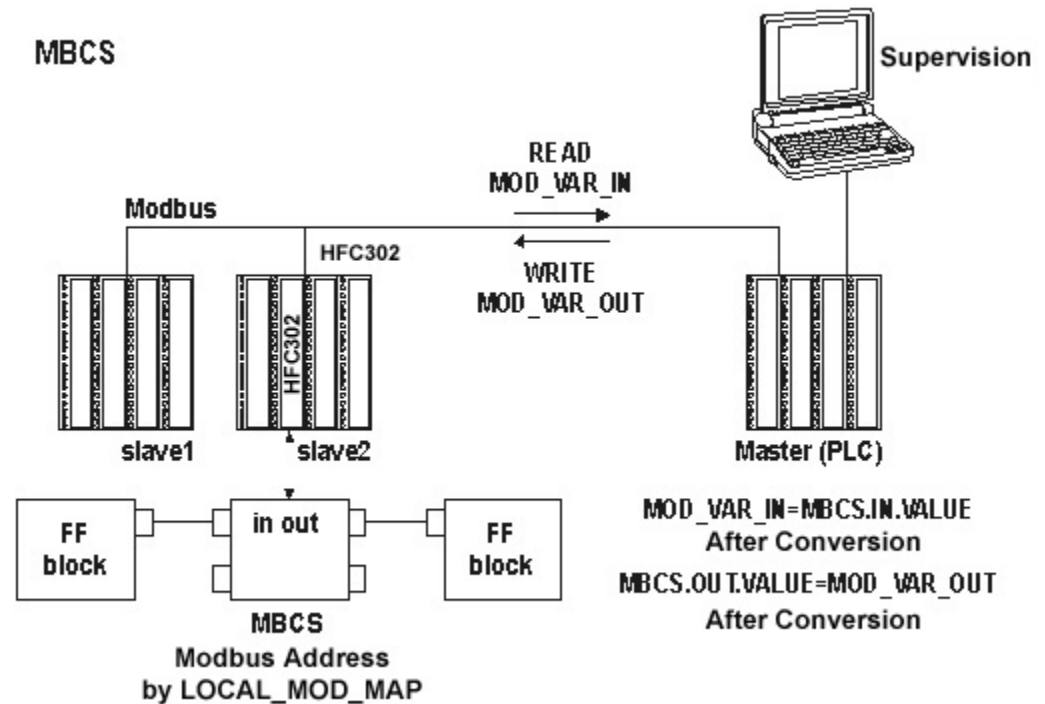 MBCS
Supervision
READ
MOD_VAR_IN
Modbus
HFC302
WRITE
MOD_VAR_OUT
HFC302
slave1
slave2
Master (PLC)
FF
block
in out
FF
block
MBCS
Modbus Address
by LOCAL_MOD_MAP
MOD_VAR_IN=MBCS.IN.VALUE
After Conversion
MBCS.OUT.VALUE=MOD_VAR_OUT
After Conversion